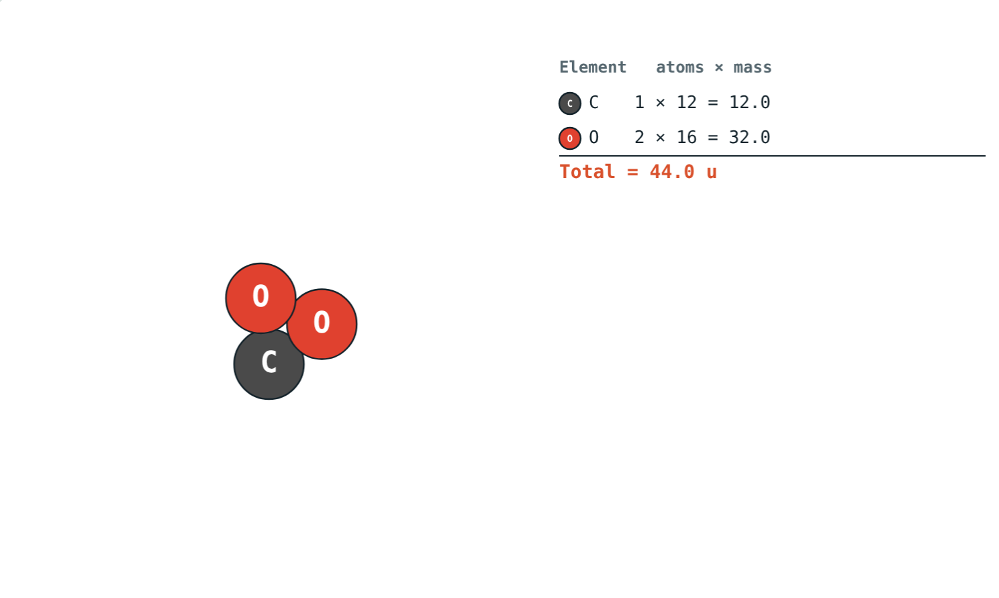 Element atoms × mass
C C 1 × 12 = 12.0
O O 2 × 16 = 32.0
Total = 44.0 u
O
O
C